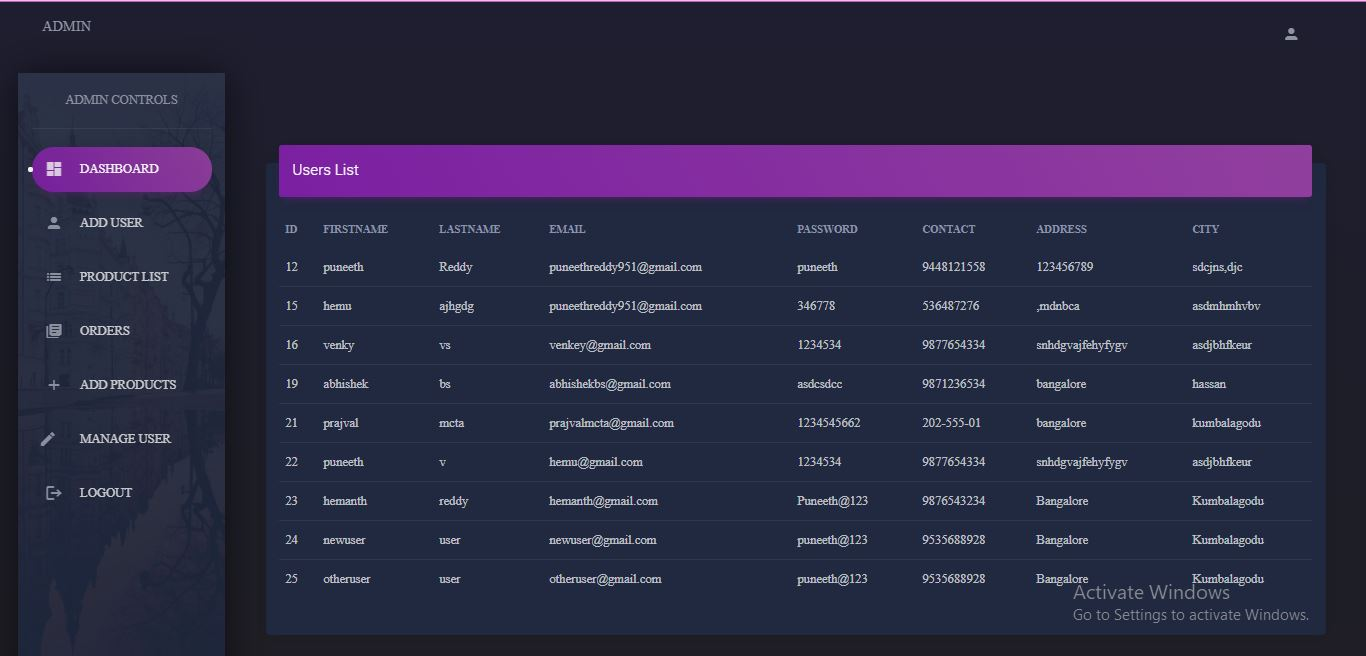 ADMIN
ADMIN CONTROLS
DASHBOARD
ADD USER
PRODUCT LIST
ORDERS
ADD PRODUCTS
MANAGE USER
LOGOUT
Users List
ID FIRSTNAME LASTNAME EMAIL PASSWORD CONTACT ADDRESS CITY
12 puneeth Reddy puneethreddy951@gmail.com puneeth 9448121558 123456789 sdcjns,djc
15 hemu ajhgdg puneethreddy951@gmail.com 346778 536487276 ,mdnbca asdmhmhvbv
16 venky vs venkey@gmail.com 1234534 9877654334 snhdgvajfehyfygv asdjbhfkeur
19 abhishek bs abhishekbs@gmail.com asdcsdcc 9871236534 bangalore hassan
21 prajval mcta prajvalmcta@gmail.com 1234545662 202-555-01 bangalore kumbalagodu
22 puneeth v hemu@gmail.com 1234534 9877654334 snhdgvajfehyfygv asdjbhfkeur
23 hemanth reddy hemanth@gmail.com Puneeth@123 9876543234 Bangalore Kumbalagodu
24 newuser user newuser@gmail.com puneeth@123 9535688928 Bangalore Kumbalagodu
25 otheruser user otheruser@gmail.com puneeth@123 9535688928 Bangalore Kumbalagodu
Activate Windows
Go to Settings to activate Windows.